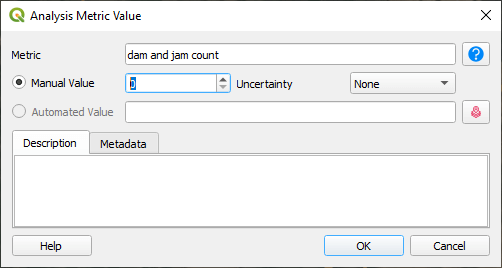 Analysis Metric Value
Metric dam and jam count
Manual Value 0 Uncertainty None
Automated Value
Description Metadata
Help OK Cancel